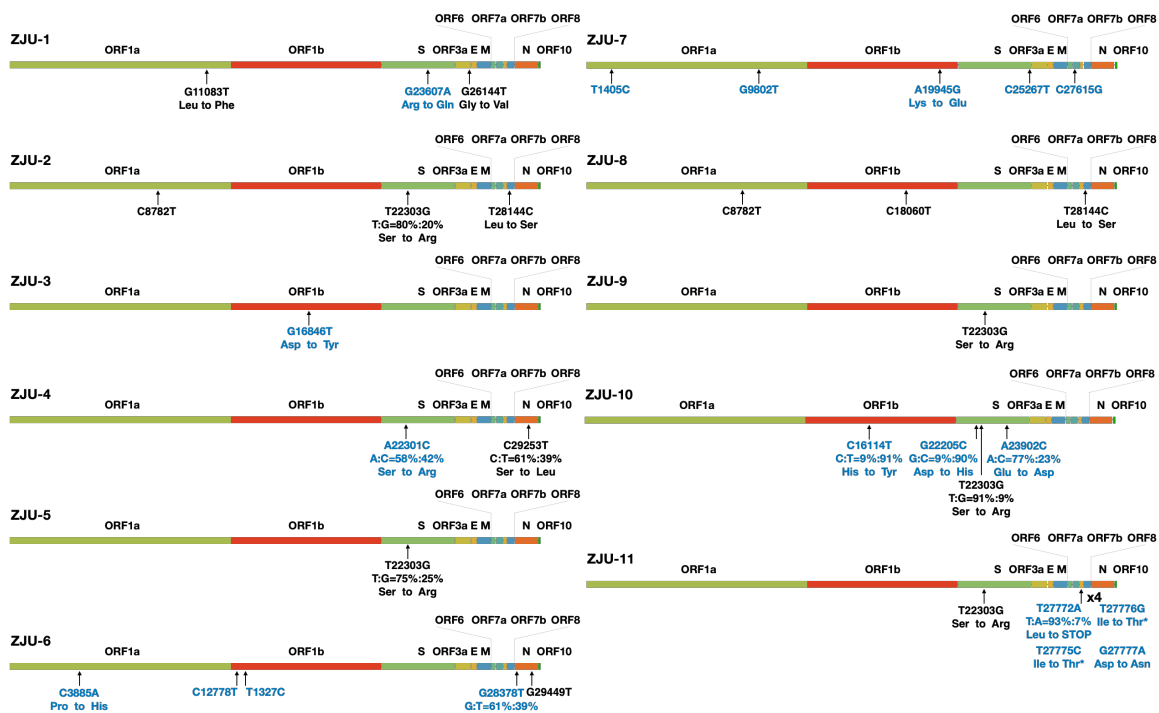 ORF6 ORF7a ORF7b ORF8
ZJU-1
ORF1a ORF1b S ORF3a E M N ORF10
G11083T G23607A G26144T
Leu to Phe Arg to Gln Gly to Val
ORF6 ORF7a ORF7b ORF8
ZJU-2
ORF1a ORF1b S ORF3a E M N ORF10
C8782T T22303G T28144C
T:G=80%:20% Leu to Ser
Ser to Arg
ORF6 ORF7a ORF7b ORF8
ZJU-3
ORF1a ORF1b S ORF3a E M N ORF10
G16846T
Asp to Tyr
ORF6 ORF7a ORF7b ORF8
ZJU-4
ORF1a ORF1b S ORF3a E M N ORF10
A22301C C29253T
A:C=58%:42% C:T=61%:39%
Ser to Arg Ser to Leu
ORF6 ORF7a ORF7b ORF8
ZJU-5
ORF1a ORF1b S ORF3a E M N ORF10
T22303G
T:G=75%:25%
Ser to Arg
ORF6 ORF7a ORF7b ORF8
ZJU-6
ORF1a ORF1b S ORF3a E M N ORF10
C3885A C12778T T1327C G28378T G29449T
Pro to His G:T=61%:39%
ORF6 ORF7a ORF7b ORF8
ZJU-7
ORF1a ORF1b S ORF3a E M N ORF10
T1405C G9802T A19945G C25267T C27615G
Lys to Glu
ORF6 ORF7a ORF7b ORF8
ZJU-8
ORF1a ORF1b S ORF3a E M N ORF10
C8782T C18060T T28144C
Leu to Ser
ORF6 ORF7a ORF7b ORF8
ZJU-9
ORF1a ORF1b S ORF3a E M N ORF10
T22303G
Ser to Arg
ORF6 ORF7a ORF7b ORF8
ZJU-10
ORF1a ORF1b S ORF3a E M N ORF10
C16114T G22205C A23902C
C:T=9%:91% G:C=9%:90% A:C=77%:23%
His to Tyr Asp to His Glu to Asp
T22303G
T:G=91%:9%
Ser to Arg
ORF6 ORF7a ORF7b ORF8
ZJU-11
ORF1a ORF1b S ORF3a E M N ORF10
x4
T22303G T27772A T27776G
Ser to Arg T:A=93%:7% Ile to Thr*
Leu to STOP
T27775C G27777A
Ile to Thr* Asp to Asn